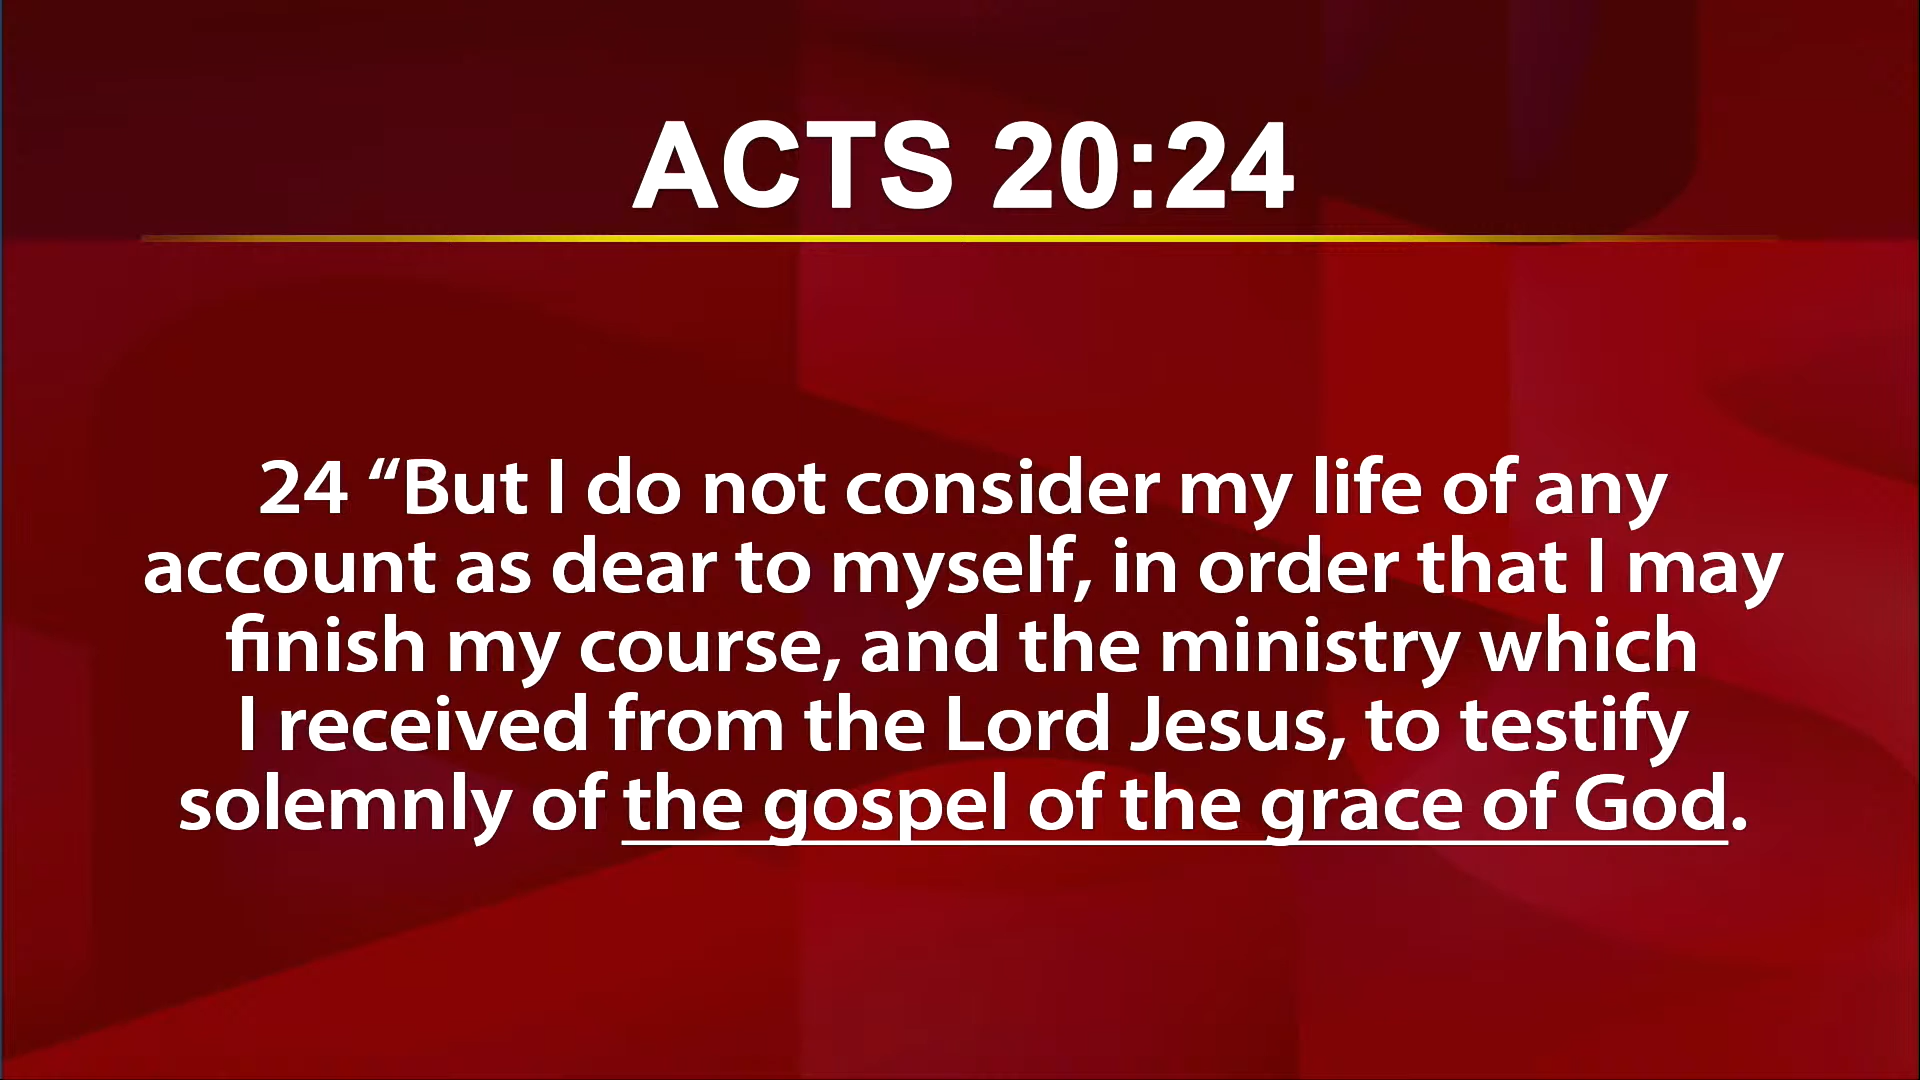 ACTS 20:24
24 “But I do not consider my life of any
account as dear to myself, in order that I may
finish my course, and the ministry which
I received from the Lord Jesus, to testify
solemnly of the gospel of the grace of God.